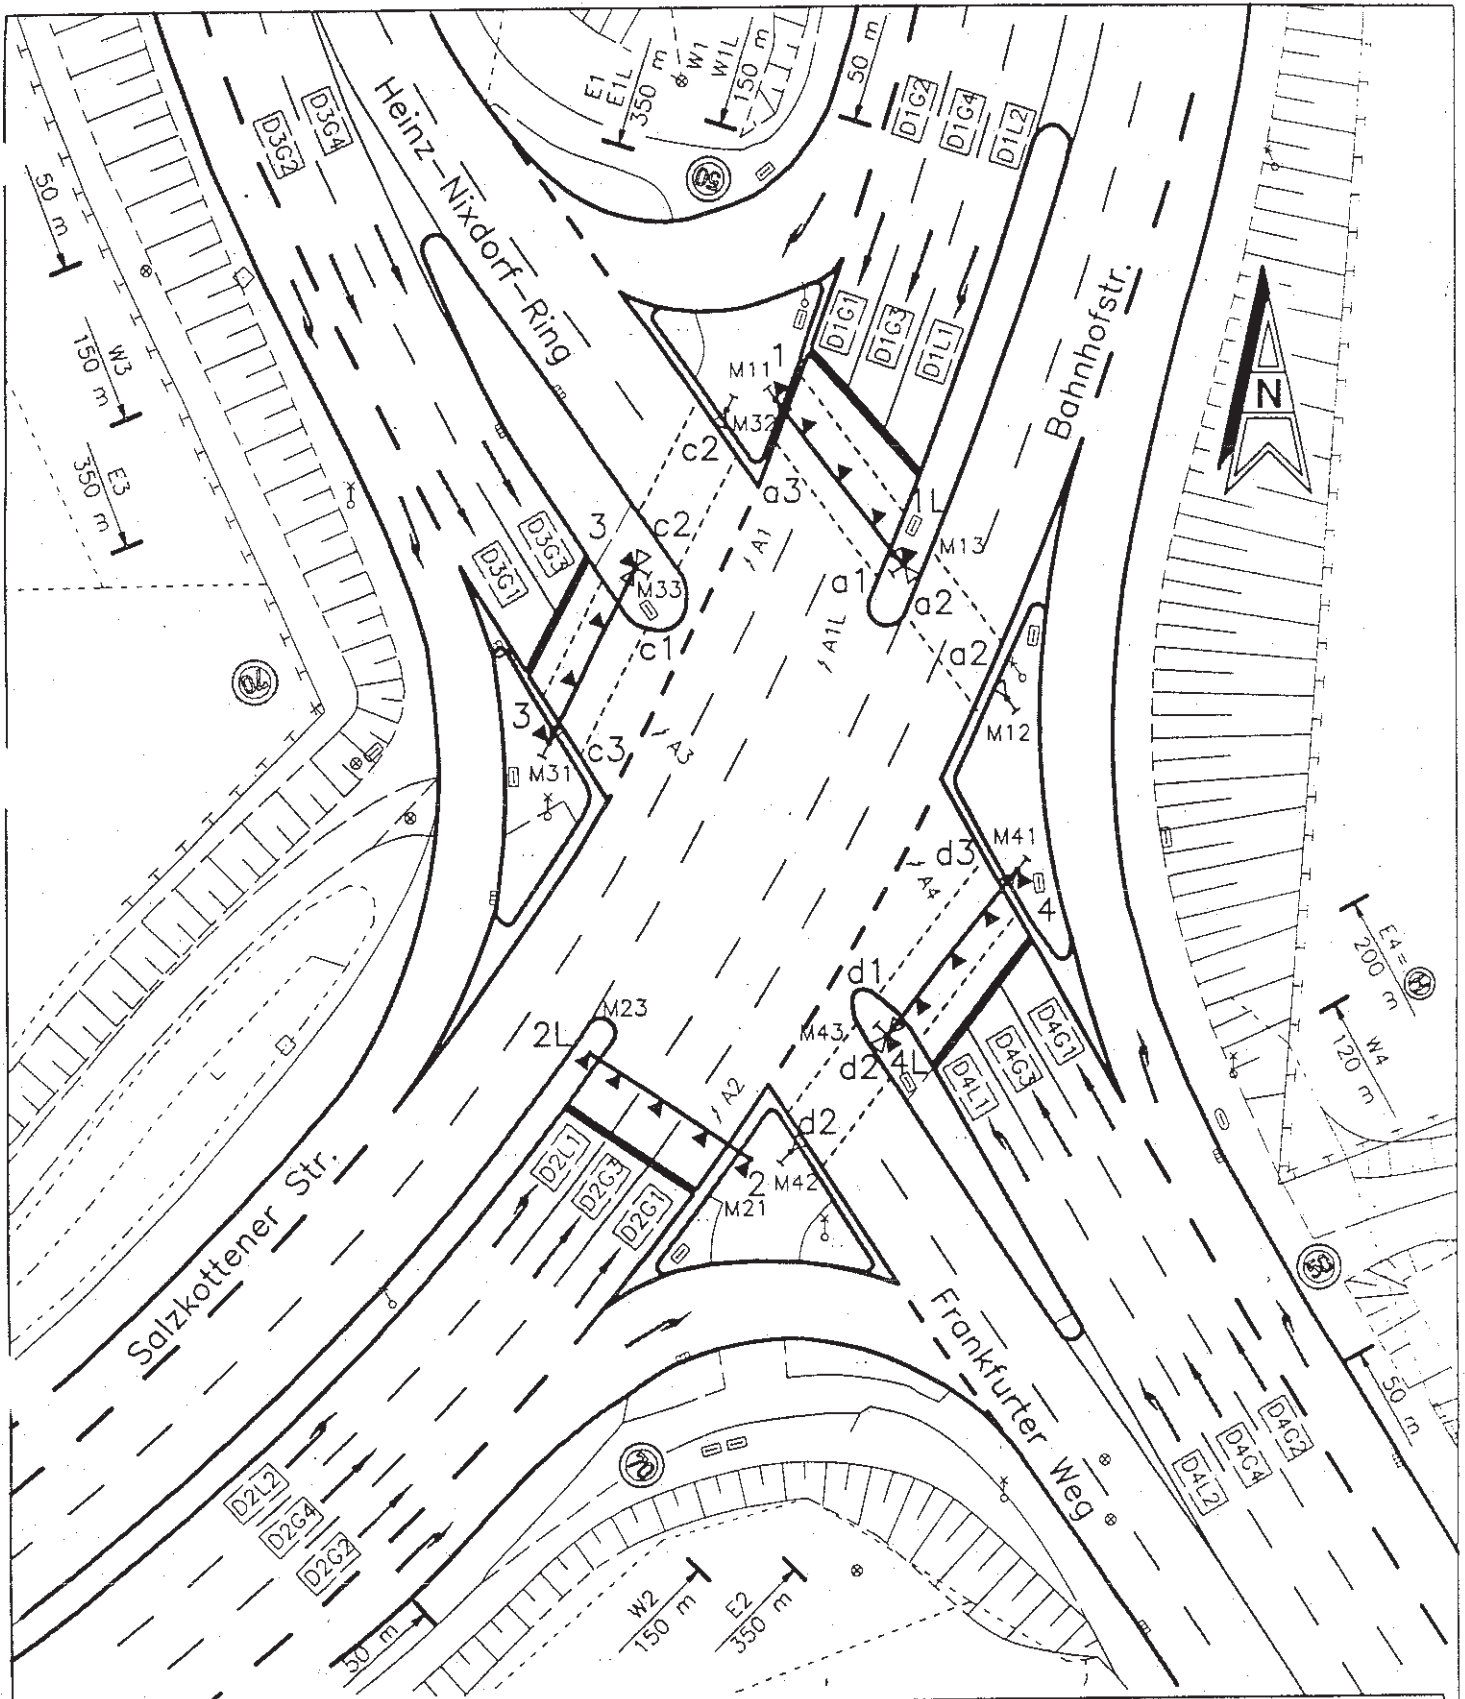 E1
E1L
350 m
W1
W1L
150 m
50 m
D1G2
D1G4
D1L2
D3G2
D3G4
Heinz-Nixdorf-Ring
50
50 m
W3
150 m
E3
350 m
D1G1
D1G3
D1L1
Bahnhofstr.
N
M11
1
M32
c2
a3
A1
1L
M13
a1
a2
A1L
a2
M12
D3G1
D3G3
3
c2
M33
c1
70
3
M31
c3
A3
M41
d3
A4
4
d1
M43
d2
4L
D4L1
D4G3
D4G1
E4 = H
200 m
W4
120 m
2L
M23
A2
d2
2
M42
M21
D2L1
D2G3
D2G1
Salzkottener Str.
Frankfurter Weg
50
50 m
D4L2
D4G4
D4G2
70
D2L2
D2G4
D2G2
50 m
W2
150 m
E2
350 m